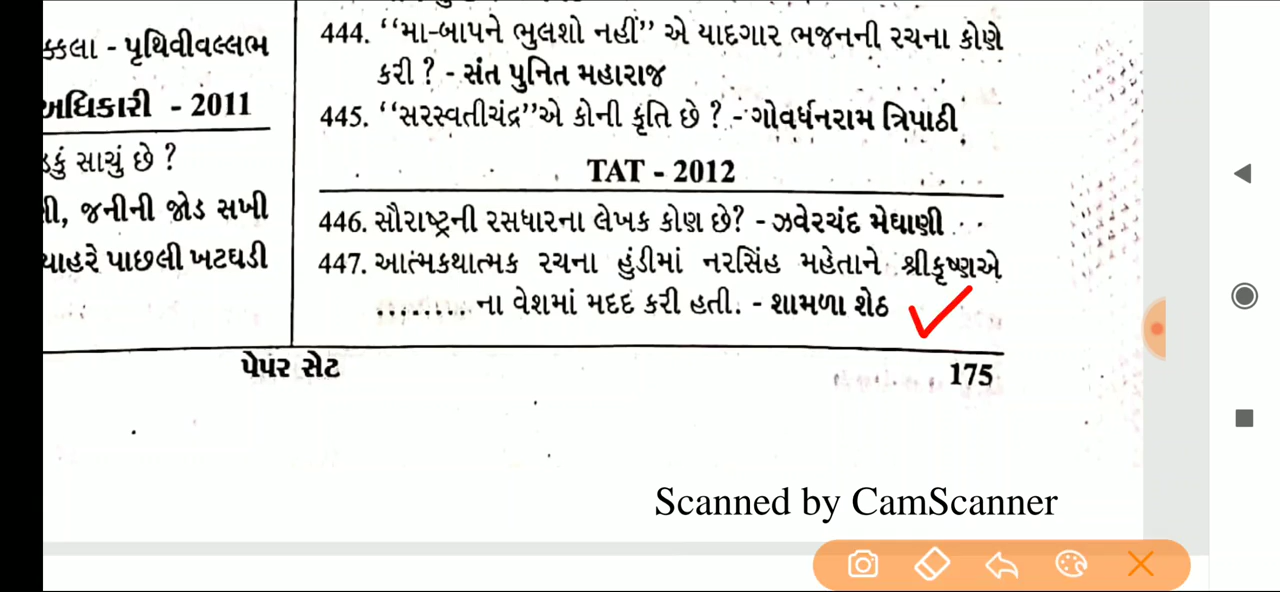 ક્કલા - પૃથિવીવલ્લભ
અધિકારી - 2011
ડકું સાચું છે ?
ી, જનીની જોડ સખી
યાહરે પાછલી ખટઘડી
444. “મા-બાપને ભુલશો નહીં” એ યાદગાર ભજનની રચના કોણે
કરી ? - સંત પુનિત મહારાજ
445. “સરસ્વતીચંદ્ર”એ કોની કૃતિ છે ? - ગોવર્ધનરામ ત્રિપાઠી
TAT - 2012
446. સૌરાષ્ટ્રની રસધારના લેખક કોણ છે? - ઝવેરચંદ મેઘાણી
447. આત્મકથાત્મક રચના હુંડીમાં નરસિંહ મહેતાને શ્રીકૃષ્ણએ
........ ના વેશમાં મદદ કરી હતી. - શામળા શેઠ
પેપર સેટ
175
Scanned by CamScanner